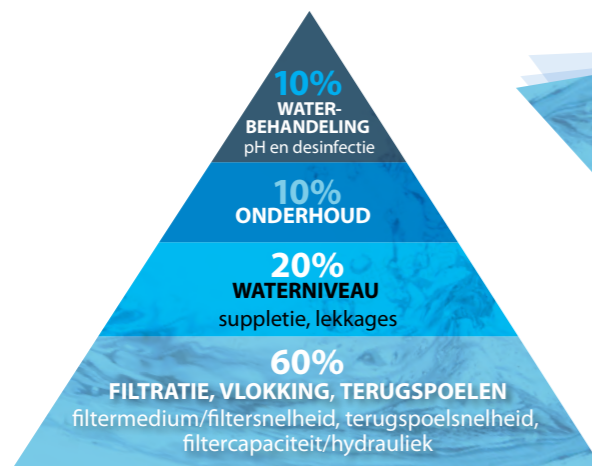 10%
WATER-
BEHANDELING
pH en desinfectie
10%
ONDERHOUD
20%
WATERNIVEAU
suppletie, lekkages
60%
FILTRATIE, VLOKKING, TERUGSPOELEN
filtermedium/filtersnelheid, terugspoelsnelheid,
filtercapaciteit/hydrauliek